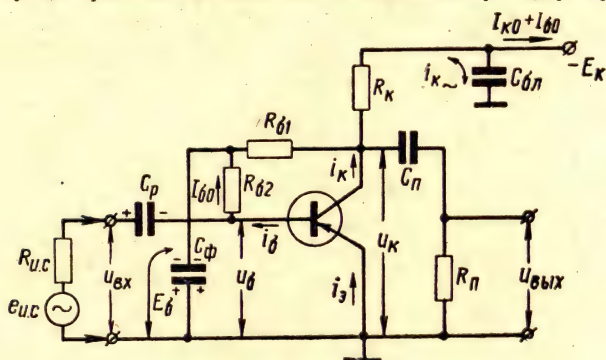 Iк0+Iб0
-Eк
iк~
Cбл
Rк
Rб1
iк
Cп
Iб0
Rб2
Cр
+
-
iб
Rи.с
uвх
Cф
- -
+ +
Eб
uб
iэ
uк
Rп
uвых
eи.с